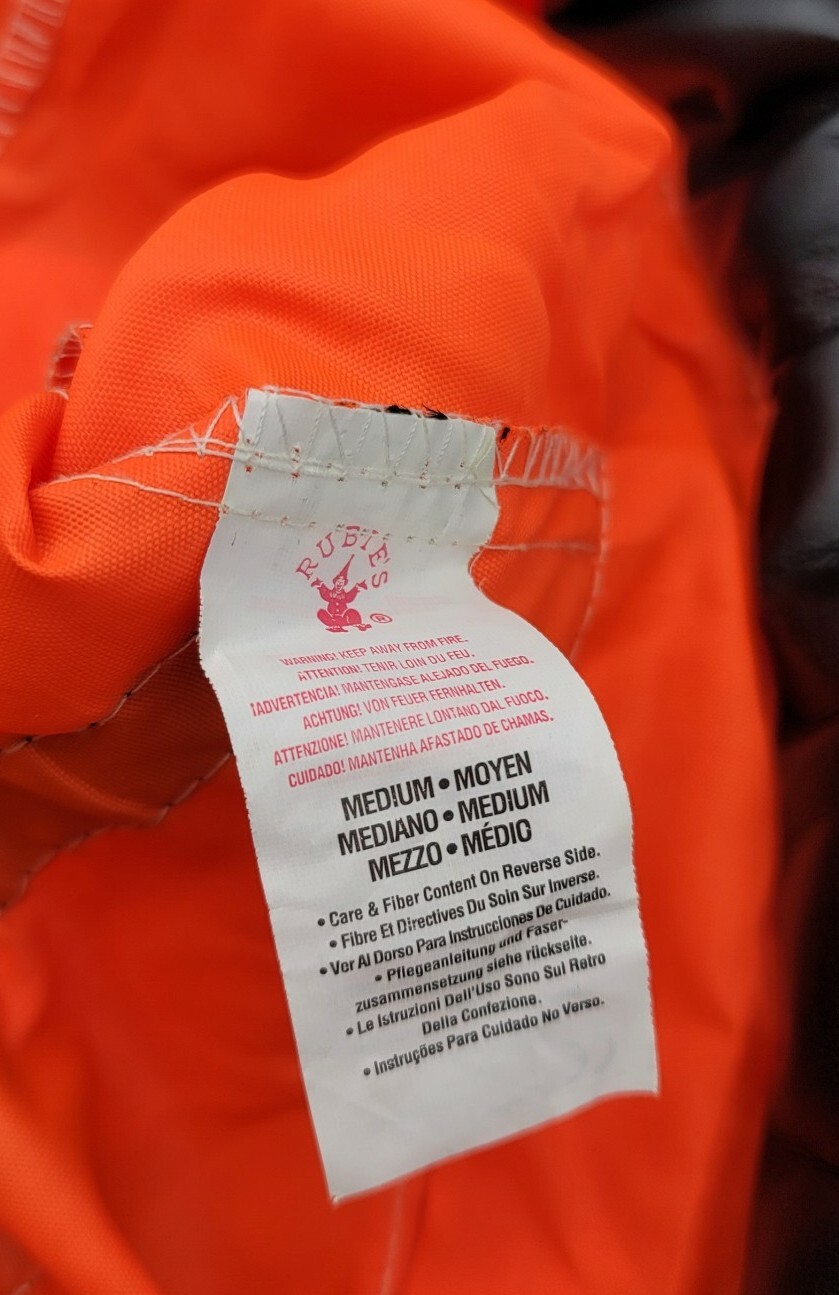 RUBIE'S
®
WARNING! KEEP AWAY FROM FIRE.
ATTENTION! TENIR LOIN DU FEU.
¡ADVERTENCIA! MANTENGASE ALEJADO DEL FUEGO.
ACHTUNG! VON FEUER FERNHALTEN.
ATTENZIONE! MANTENERE LONTANO DAL FUOCO.
CUIDADO! MANTENHA AFASTADO DE CHAMAS.
MEDIUM • MOYEN
MEDIANO • MEDIUM
MEZZO • MÉDIO
• Care & Fiber Content On Reverse Side.
• Fibre Et Directives Du Soin Sur Inverse.
• Ver Al Dorso Para Instrucciones De Cuidado.
• Pflegeanleitung und Faser-
zusammensetzung siehe rückseite.
• Le Istruzioni Dell'Uso Sono Sul Retro
Della Confezione.
• Instruções Para Cuidado No Verso.